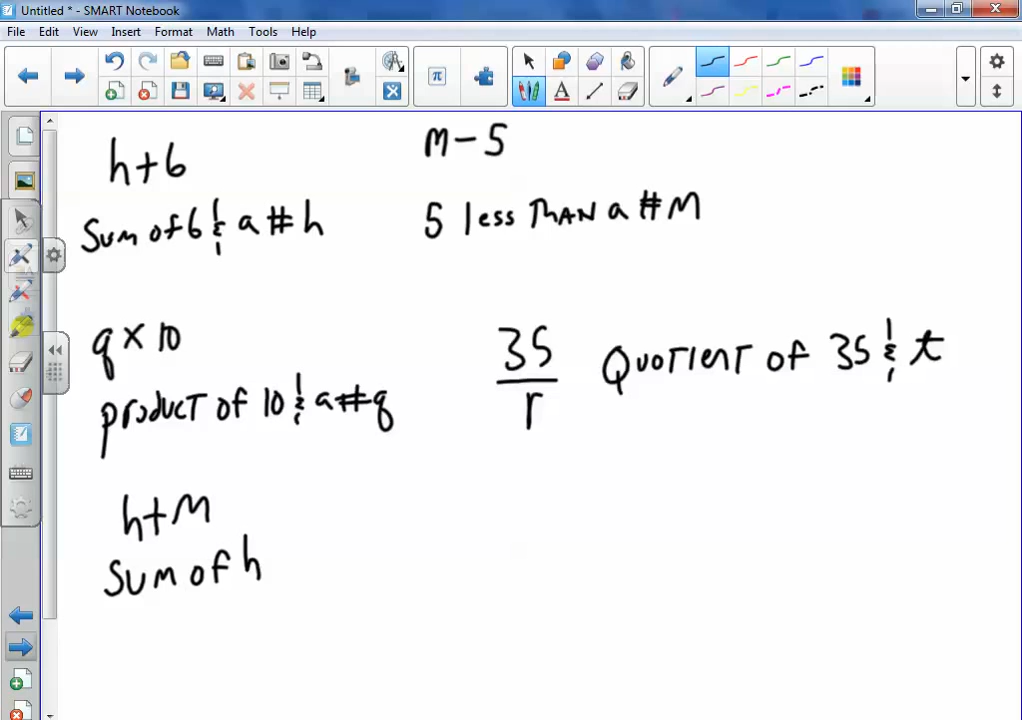 Untitled * - SMART Notebook
File Edit View Insert Format Math Tools Help
h+6
m-5
Sum of 6 & a # h
5 less THAN a # M
q x 10
product of 10 & a # q
35
r
QuoTienT of 35 & t
h+m
Sum of h